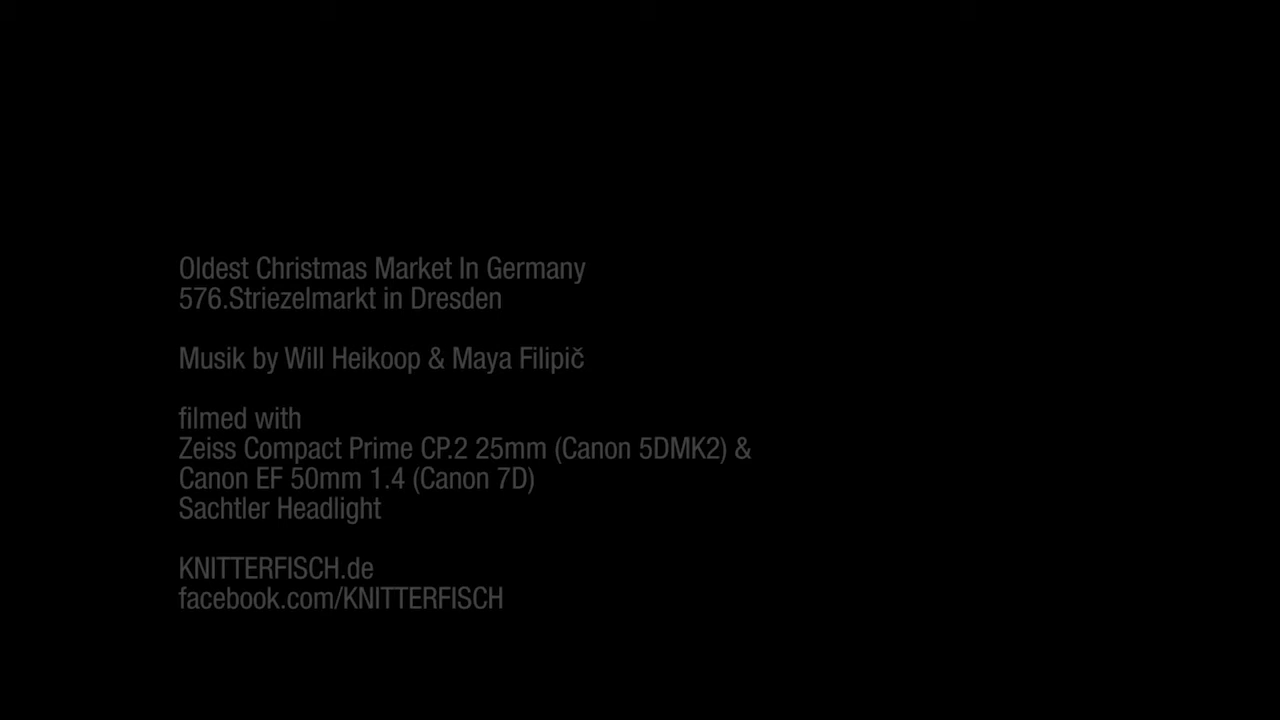 Oldest Christmas Market In Germany
576.Striezelmarkt in Dresden
Musik by Will Heikoop & Maya Filipič
filmed with
Zeiss Compact Prime CP.2 25mm (Canon 5DMK2) &
Canon EF 50mm 1.4 (Canon 7D)
Sachtler Headlight
KNITTERFISCH.de
facebook.com/KNITTERFISCH